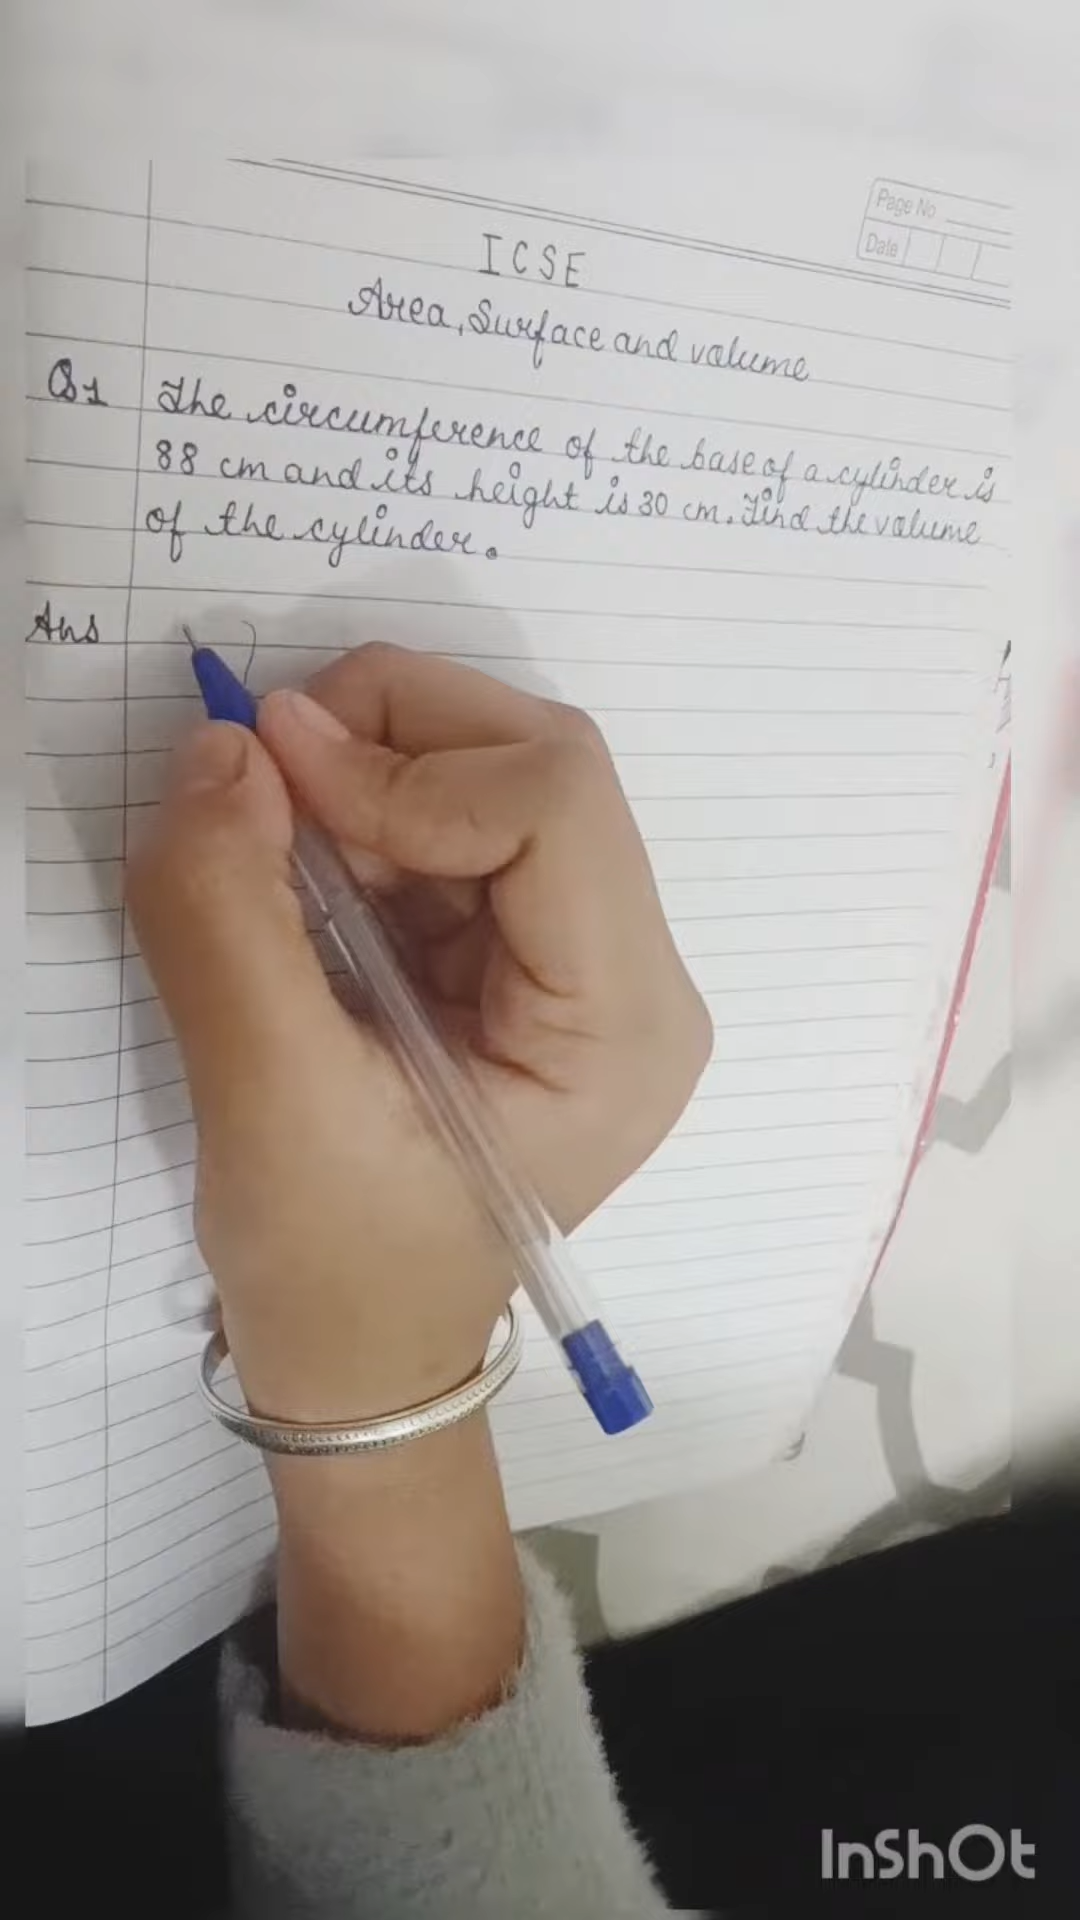 Page No
Date
ICSE
Area, Surface and volume
Q1 The circumference of the base of a cylinder is
88 cm and its height is 30 cm. Find the volume
of the cylinder.
Ans
InShOt